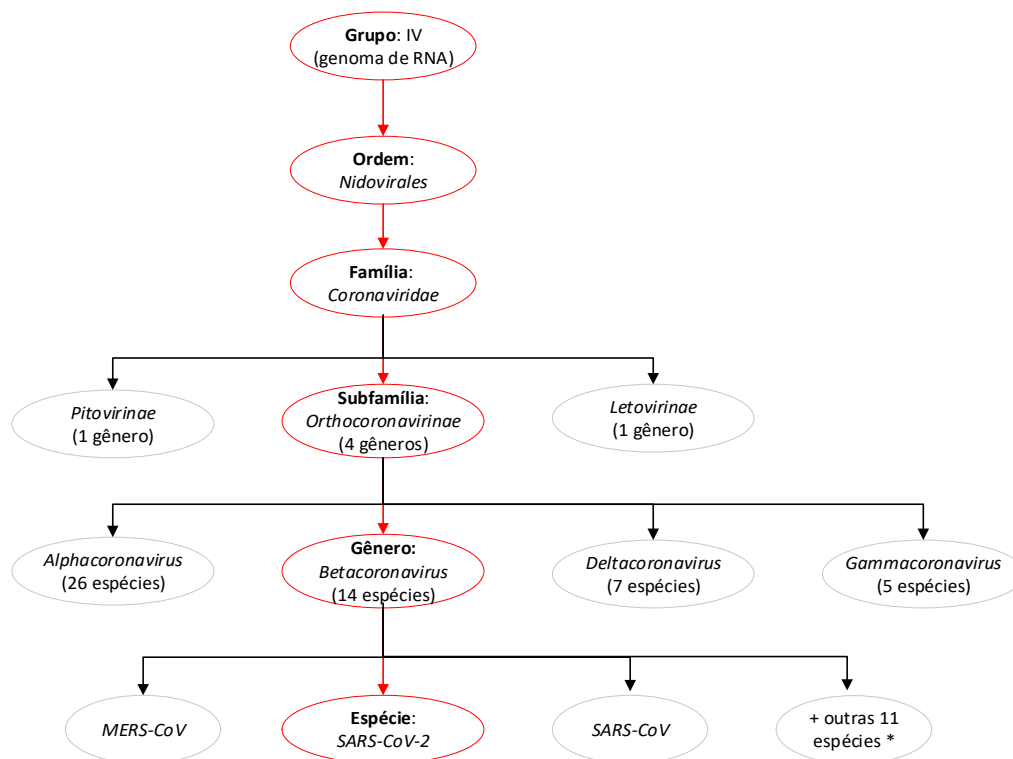 Grupo: IV
(genoma de RNA)
Ordem:
Nidovirales
Família:
Coronaviridae
Pitovirinae
(1 gênero)
Subfamília:
Orthocoronavirinae
(4 gêneros)
Letovirinae
(1 gênero)
Alphacoronavirus
(26 espécies)
Gênero:
Betacoronavirus
(14 espécies)
Deltacoronavirus
(7 espécies)
Gammacoronavirus
(5 espécies)
MERS-CoV
Espécie:
SARS-CoV-2
SARS-CoV
+ outras 11
espécies *